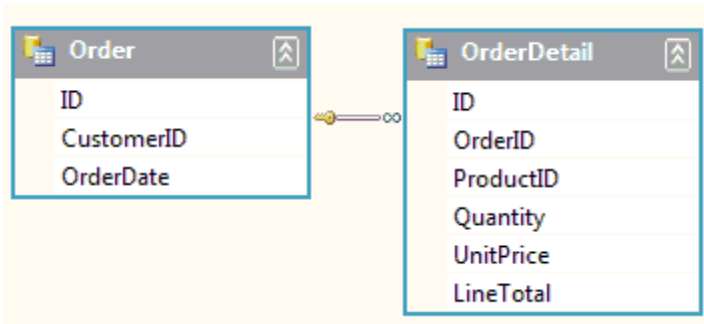 Order
ID
CustomerID
OrderDate
OrderDetail
ID
OrderID
ProductID
Quantity
UnitPrice
LineTotal